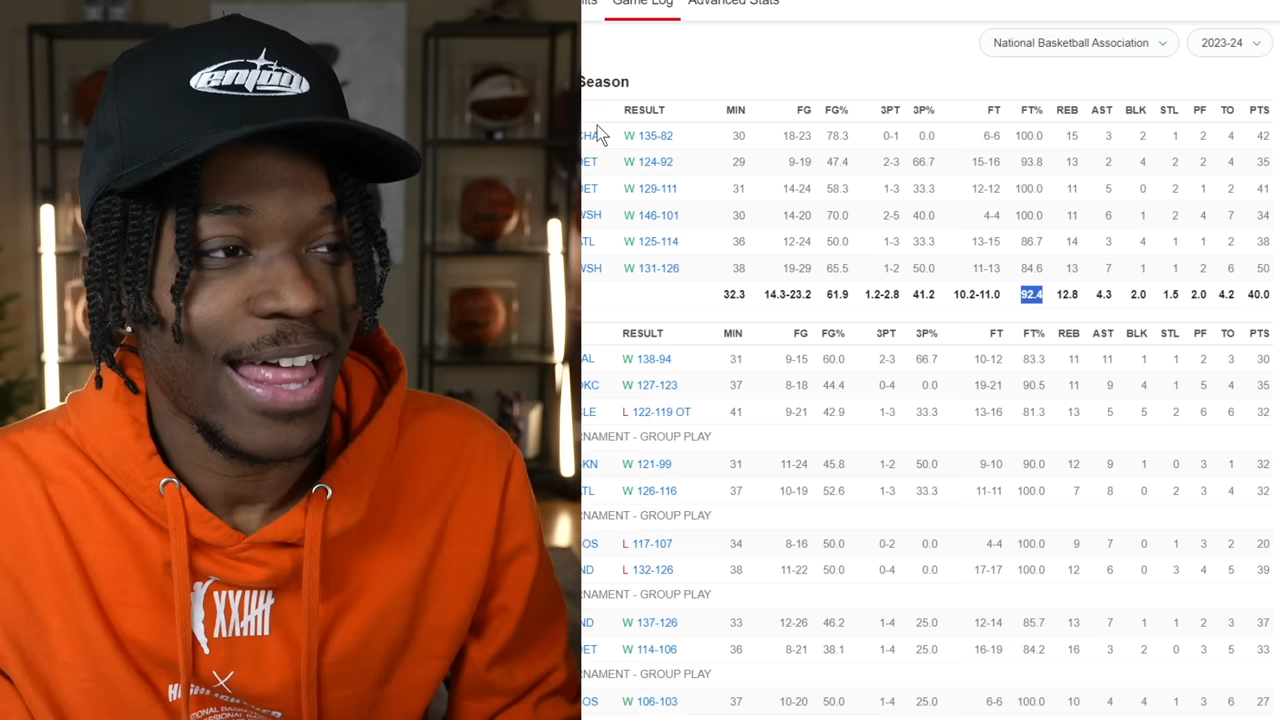 Game Log Advanced Stats
National Basketball Association 2023-24
Season
RESULT MIN FG FG% 3PT 3P% FT FT% REB AST BLK STL PF TO PTS
CHA W 135-82 30 18-23 78.3 0-1 0.0 6-6 100.0 15 3 2 1 2 4 42
ET W 124-92 29 9-19 47.4 2-3 66.7 15-16 93.8 13 2 4 2 2 4 35
ET W 129-111 31 14-24 58.3 1-3 33.3 12-12 100.0 11 5 0 2 1 2 41
WSH W 146-101 30 14-20 70.0 2-5 40.0 4-4 100.0 11 6 1 2 4 7 34
TL W 125-114 36 12-24 50.0 1-3 33.3 13-15 86.7 14 3 4 1 1 2 38
WSH W 131-126 38 19-29 65.5 1-2 50.0 11-13 84.6 13 7 1 1 2 6 50
32.3 14.3-23.2 61.9 1.2-2.8 41.2 10.2-11.0 92.4 12.8 4.3 2.0 1.5 2.0 4.2 40.0
RESULT MIN FG FG% 3PT 3P% FT FT% REB AST BLK STL PF TO PTS
AL W 138-94 31 9-15 60.0 2-3 66.7 10-12 83.3 11 11 1 1 2 3 30
OKC W 127-123 37 8-18 44.4 0-4 0.0 19-21 90.5 11 9 4 1 5 4 35
LE L 122-119 OT 41 9-21 42.9 1-3 33.3 13-16 81.3 13 5 5 2 6 6 32
RNAMENT - GROUP PLAY
KN W 121-99 31 11-24 45.8 1-2 50.0 9-10 90.0 12 9 1 0 3 1 32
TL W 126-116 37 10-19 52.6 1-3 33.3 11-11 100.0 7 8 0 2 3 4 32
RNAMENT - GROUP PLAY
OS L 117-107 34 8-16 50.0 0-2 0.0 4-4 100.0 9 7 0 1 3 2 20
ND L 132-126 38 11-22 50.0 0-4 0.0 17-17 100.0 12 6 0 3 4 5 39
RNAMENT - GROUP PLAY
ND W 137-126 33 12-26 46.2 1-4 25.0 12-14 85.7 13 7 1 1 2 3 37
ET W 114-106 36 8-21 38.1 1-4 25.0 16-19 84.2 16 3 2 0 3 5 33
RNAMENT - GROUP PLAY
OS W 106-103 37 10-20 50.0 1-4 25.0 6-6 100.0 10 4 4 1 3 6 27
enjoy
XX
X